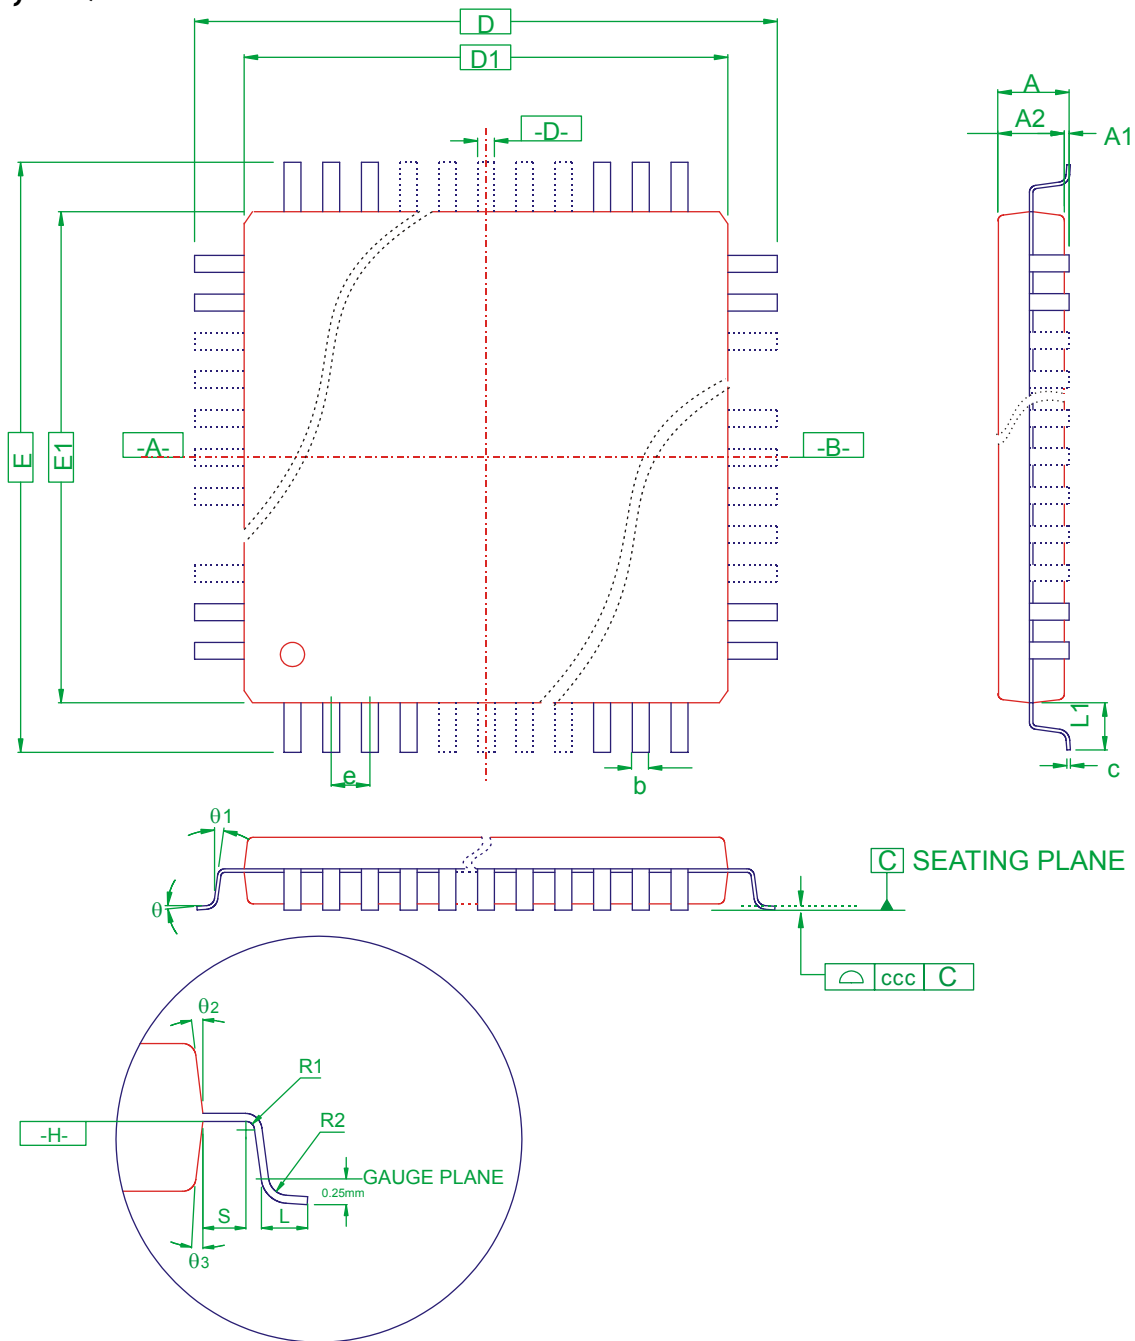 D
D1
-D-
A
A2
A1
E
E1
-A-
-B-
L1
e
b
c
θ1
θ
C SEATING PLANE
ccc C
θ2
R1
R2
-H-
GAUGE PLANE
0.25mm
S
L
θ3